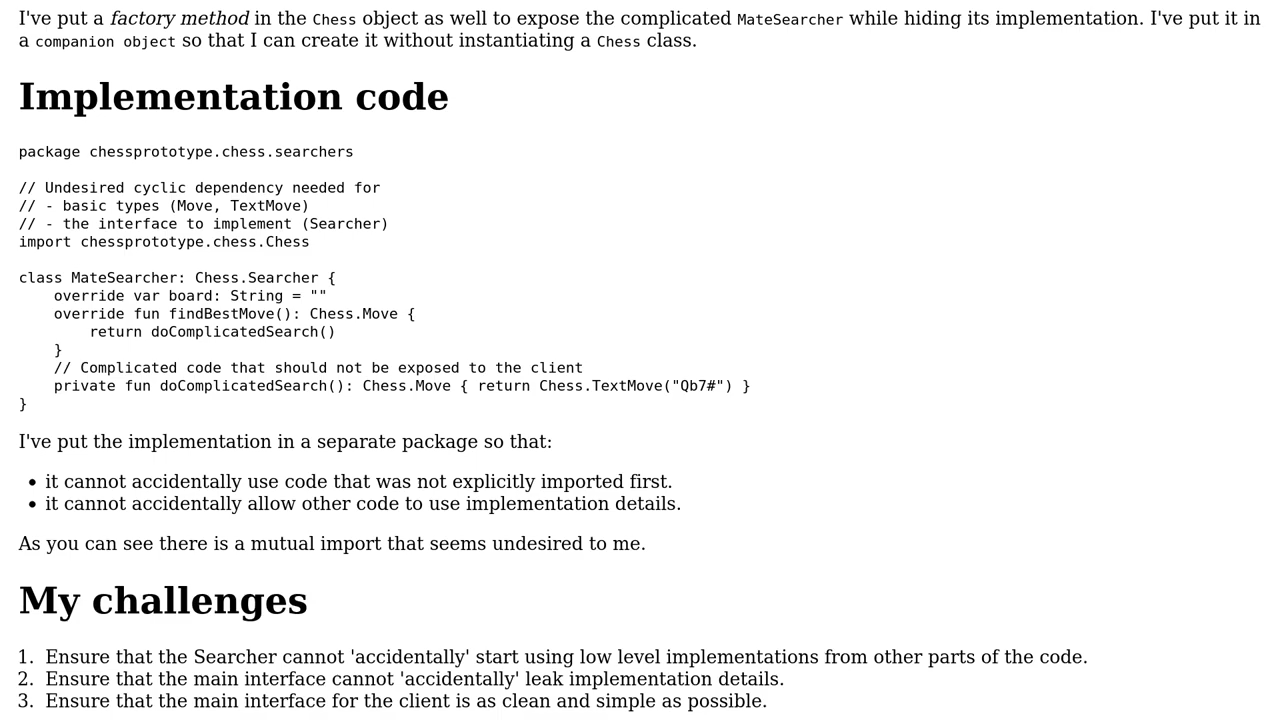 I've put a factory method in the Chess object as well to expose the complicated MateSearcher while hiding its implementation. I've put it in
a companion object so that I can create it without instantiating a Chess class.
Implementation code
package chessprototype.chess.searchers
// Undesired cyclic dependency needed for
// - basic types (Move, TextMove)
// - the interface to implement (Searcher)
import chessprototype.chess.Chess
class MateSearcher: Chess.Searcher {
    override var board: String = ""
    override fun findBestMove(): Chess.Move {
        return doComplicatedSearch()
    }
    // Complicated code that should not be exposed to the client
    private fun doComplicatedSearch(): Chess.Move { return Chess.TextMove("Qb7#") }
}
I've put the implementation in a separate package so that:
• it cannot accidentally use code that was not explicitly imported first.
• it cannot accidentally allow other code to use implementation details.
As you can see there is a mutual import that seems undesired to me.
My challenges
1. Ensure that the Searcher cannot 'accidentally' start using low level implementations from other parts of the code.
2. Ensure that the main interface cannot 'accidentally' leak implementation details.
3. Ensure that the main interface for the client is as clean and simple as possible.